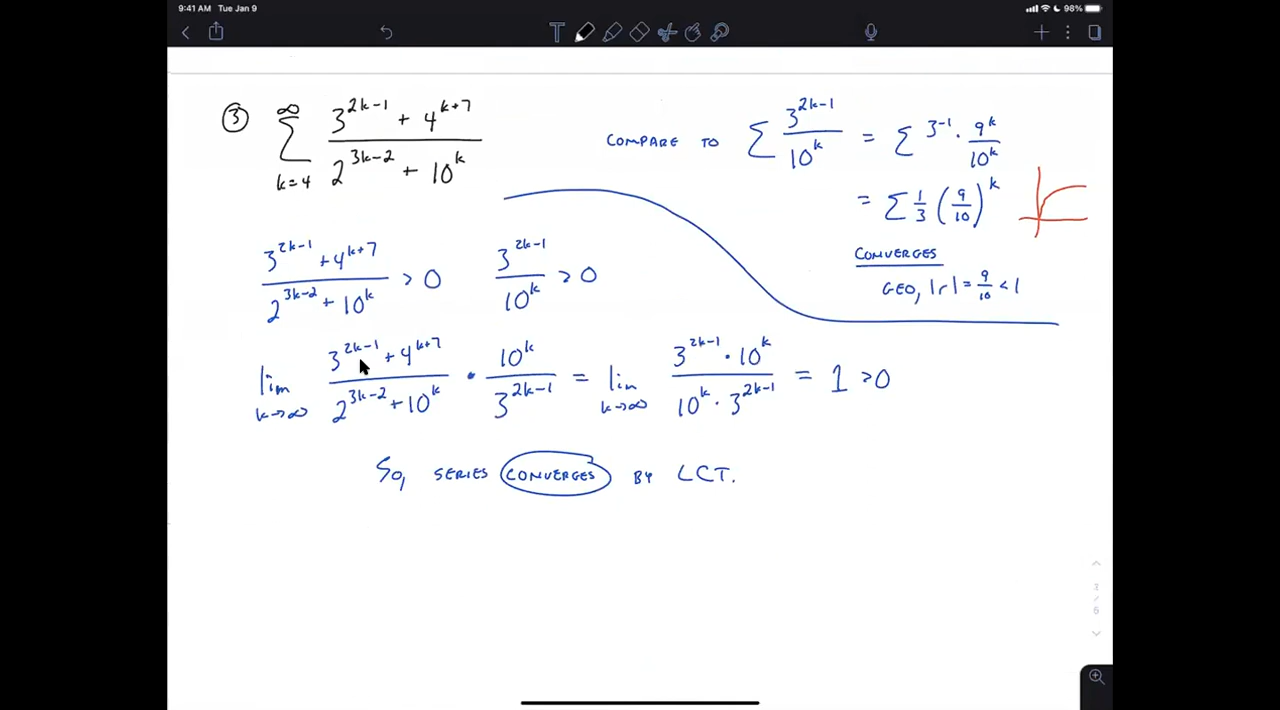 9:41 AM Tue Jan 9 98%
T
③ ∞ ∑ k=4 (3^(2k-1) + 4^(k+7)) / (2^(3k-2) + 10^k)
COMPARE TO ∑ 3^(2k-1) / 10^k = ∑ 3^(-1) · 9^k / 10^k
= ∑ 1/3 (9/10)^k
CONVERGES
GEO, |r| = 9/10 < 1
(3^(2k-1) + 4^(k+7)) / (2^(3k-2) + 10^k) > 0 3^(2k-1) / 10^k > 0
lim k→∞ (3^(2k-1) + 4^(k+7)) / (2^(3k-2) + 10^k) · 10^k / 3^(2k-1) = lim k→∞ (3^(2k-1) · 10^k) / (10^k · 3^(2k-1)) = 1 > 0
So, SERIES CONVERGES BY LCT.